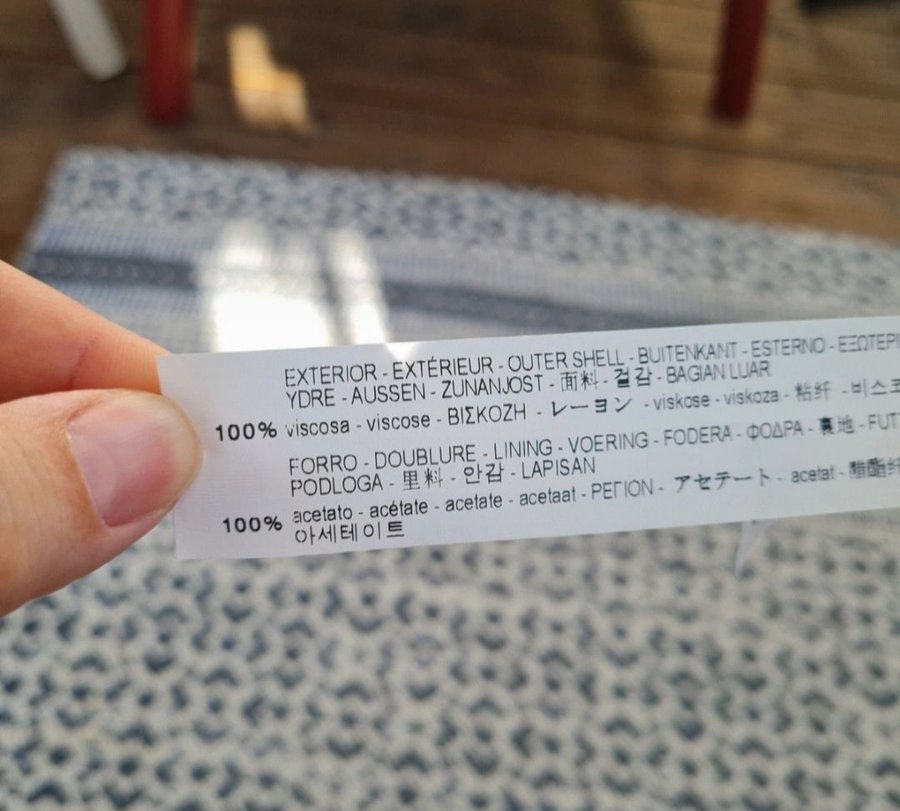 EXTERIOR - EXTÉRIEUR - OUTER SHELL - BUITENKANT - ESTERNO -
YDRE - AUSSEN - ZUNANJOST - 面料 - 겉감 - BAGIAN LUAR
100% viscosa - viscose - ΒΙΣΚΟΖΗ - レーヨン - viskose - viskoza - 粘纤 -
FORRO - DOUBLURE - LINING - VOERING - FODERA - ΦΟΔΡΑ - 裏地 -
PODLOGA - 里料 - 안감 - LAPISAN
100% acetato - acétate - acetate - acetaat - ΡΕΓΙΟΝ - アセテート - acetat - 醋酯纤
아세테이트